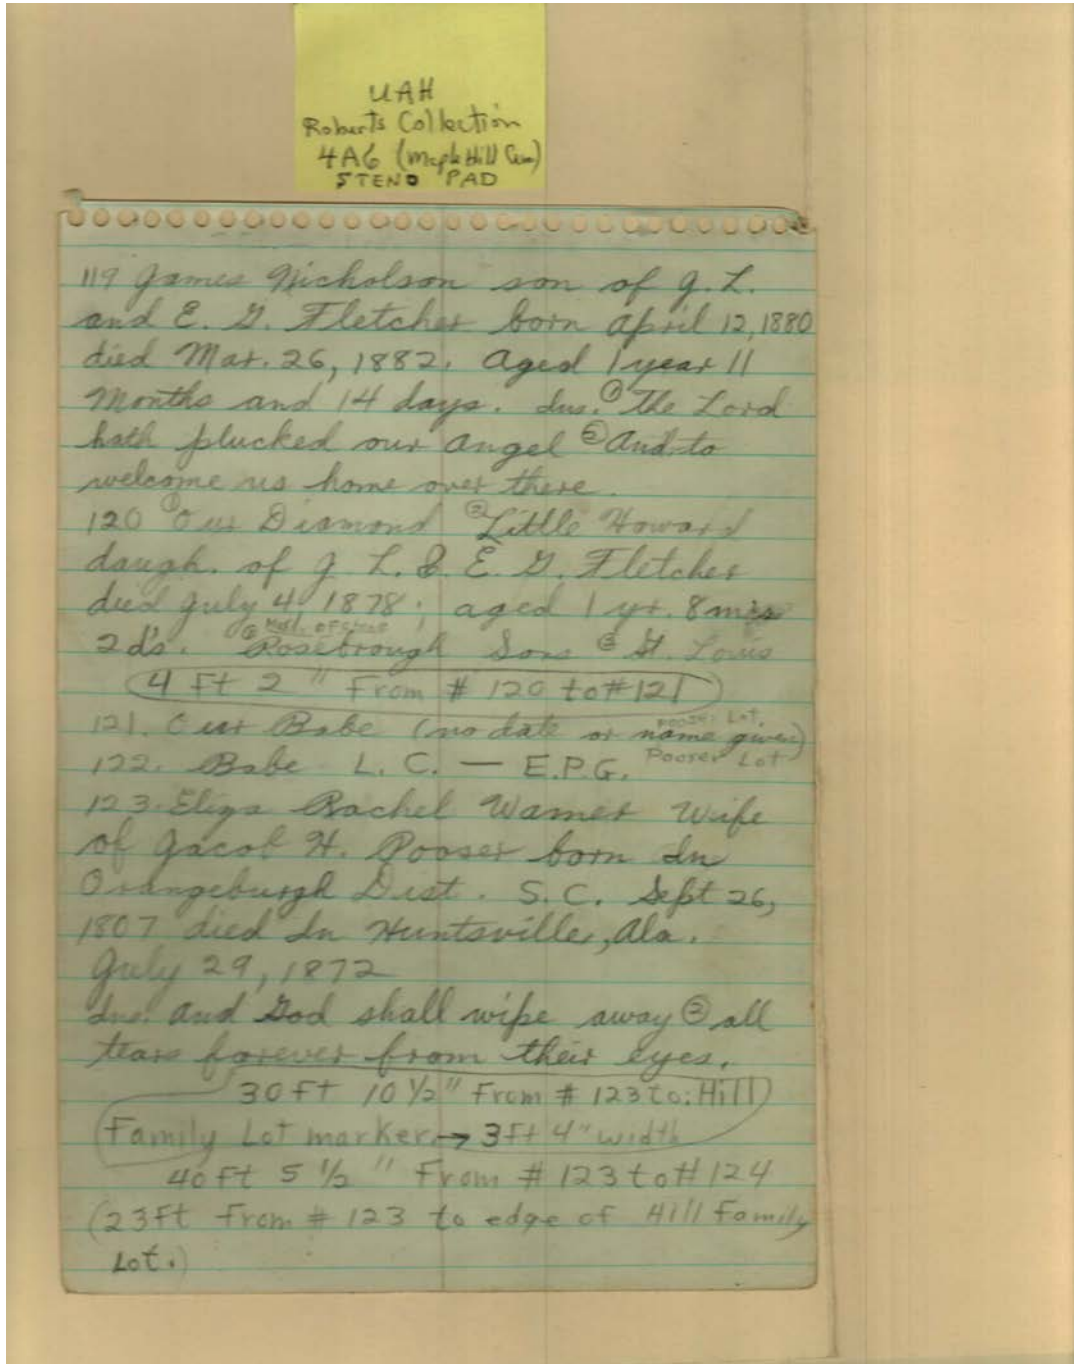 UAH
Roberts Collection
4A6 (Maple Hill Cem)
STENO PAD
119 James Nicholson son of J. L.
and E. G. Fletcher born April 12, 1880
died Mar. 26, 1882. Aged 1 year 11
Months and 14 days. Ins. ① The Lord
hath plucked our angel ② And to
welcome us home over there.
120 ① Our Diamond ② Little Howard
daugh. of J. L. & E. G. Fletcher
died July 4, 1878; aged 1 yr. 8 mos
2 d's. ① Rosebrough Sons ② St. Louis
4 Ft 2 " From # 120 to #121
121. Our Babe (no date or name given)
Pooser Lot
122. Babe L. C. — E.P.G. Pooser Lot
123. Eliza Rachel Warner Wife
of Jacob H. Pooser born In
Orangeburgh Dist. S. C. Sept 26,
1807 died In Huntsville, Ala.
July 29, 1872
Ins. And God shall wipe away ② all
tears forever from their eyes.
30 Ft 10 1/2" From # 123 to: Hill
Family Lot marker → 3 ft 4" width
40 Ft 5 1/2 " From # 123 to # 124
(23 Ft From # 123 to edge of Hill Family
Lot.)